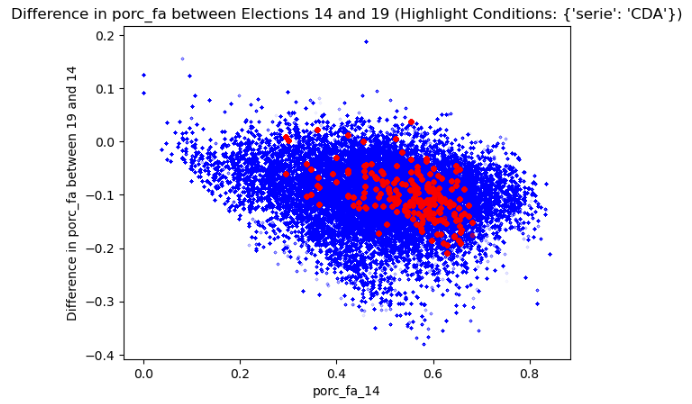 Difference in porc_fa between Elections 14 and 19 (Highlight Conditions: {'serie': 'CDA'})
Difference in porc_fa between 19 and 14
0.2
0.1
0.0
−0.1
−0.2
−0.3
−0.4
0.0 0.2 0.4 0.6 0.8
porc_fa_14